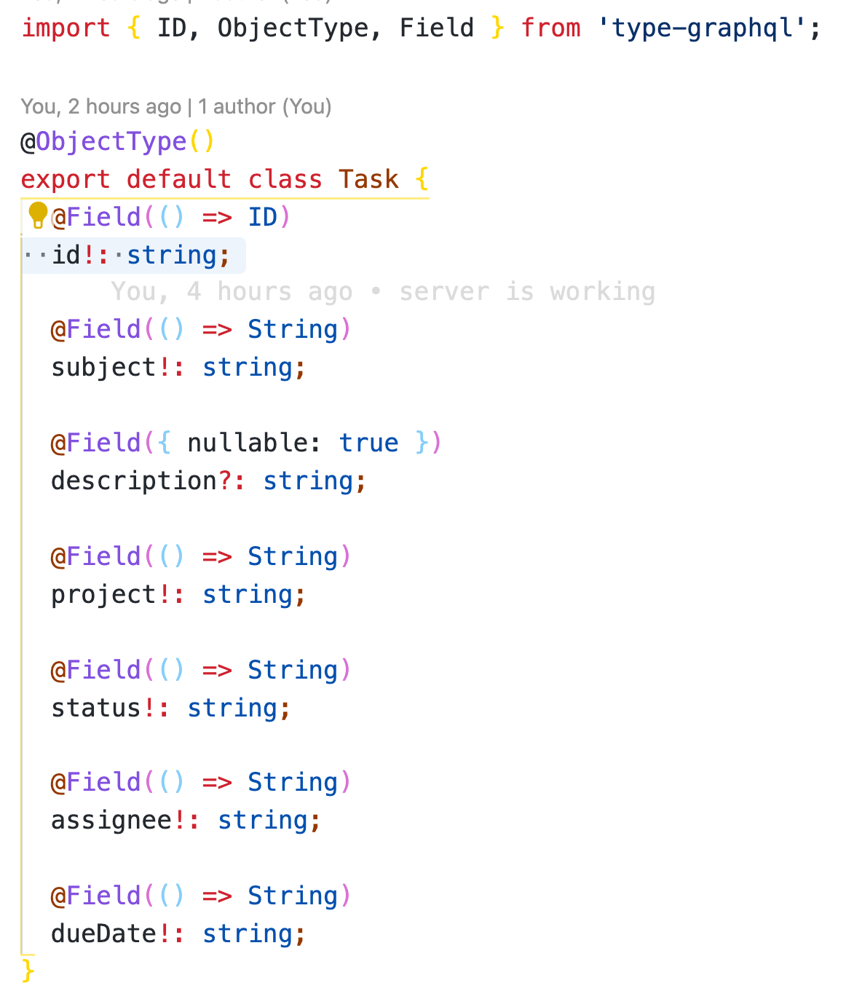 import { ID, ObjectType, Field } from 'type-graphql';
You, 2 hours ago | 1 author (You)
@ObjectType()
export default class Task {
@Field(() => ID)
··id!:·string;
You, 4 hours ago • server is working
@Field(() => String)
subject!: string;
@Field({ nullable: true })
description?: string;
@Field(() => String)
project!: string;
@Field(() => String)
status!: string;
@Field(() => String)
assignee!: string;
@Field(() => String)
dueDate!: string;
}